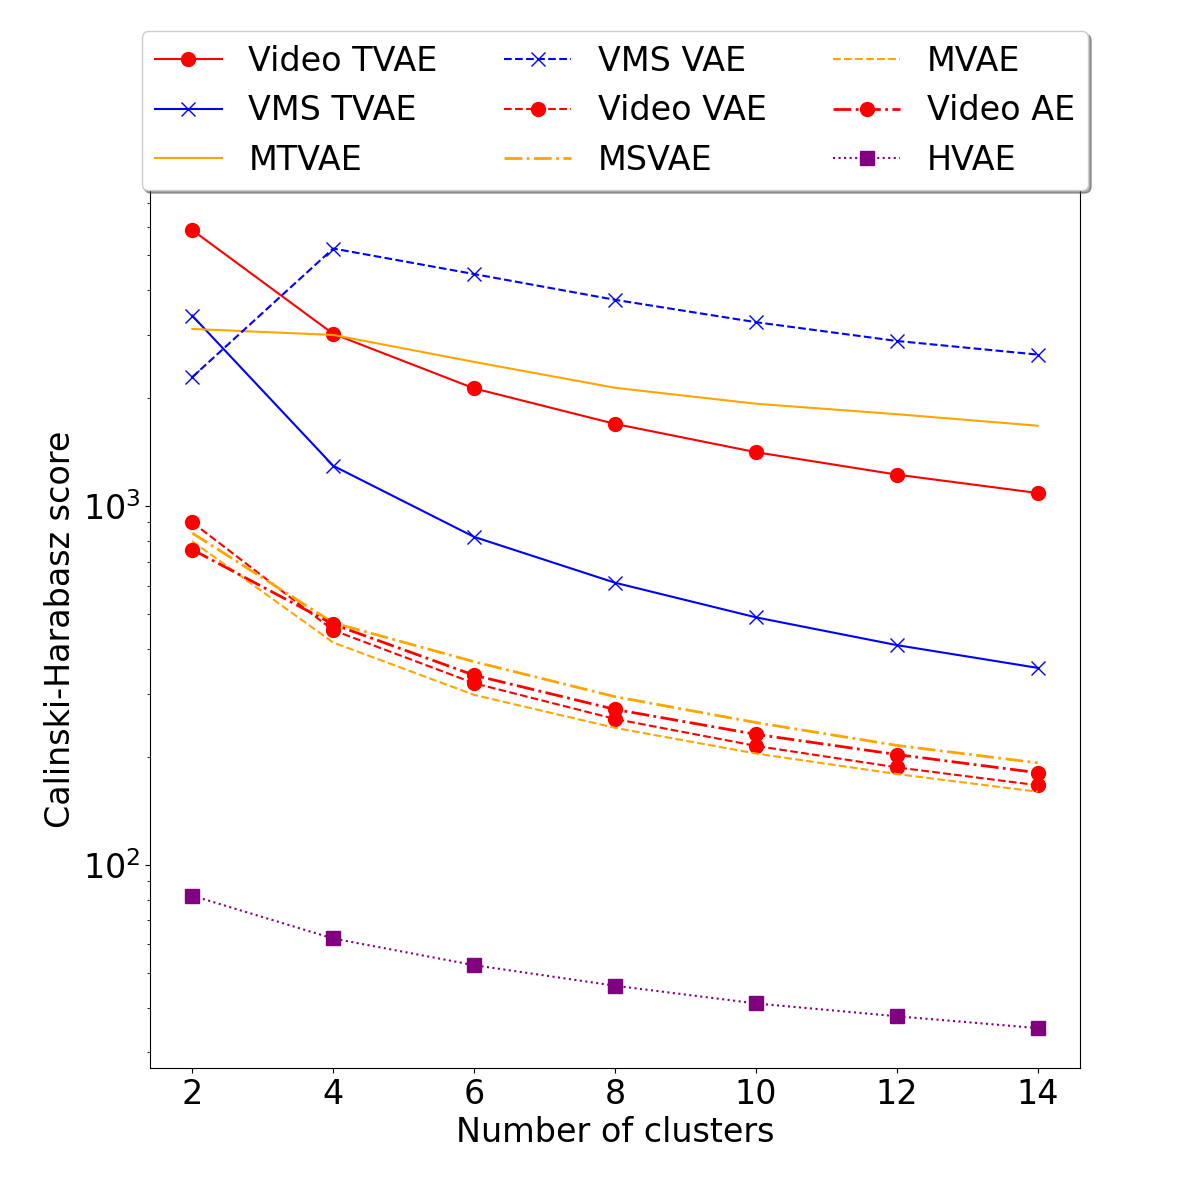 Video TVAE VMS VAE MVAE
VMS TVAE Video VAE Video AE
MTVAE MSVAE HVAE
Calinski-Harabasz score
10³
10²
2 4 6 8 10 12 14
Number of clusters